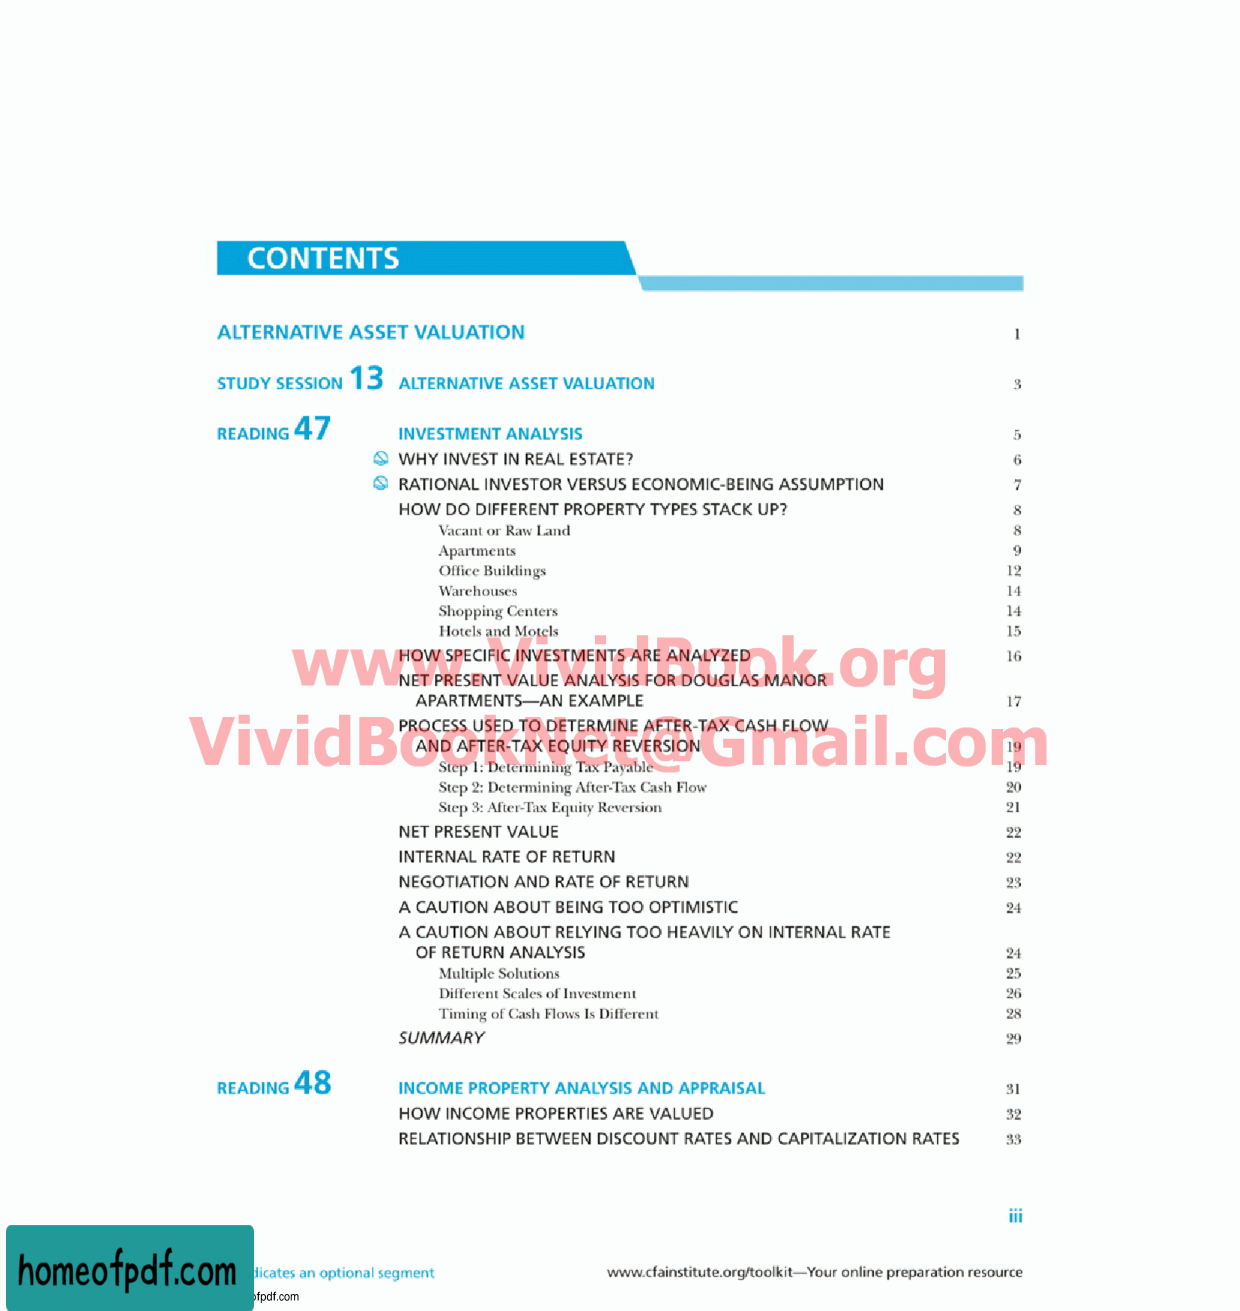 CONTENTS
ALTERNATIVE ASSET VALUATION 1
STUDY SESSION 13 ALTERNATIVE ASSET VALUATION 3
READING 47 INVESTMENT ANALYSIS 5
WHY INVEST IN REAL ESTATE? 6
RATIONAL INVESTOR VERSUS ECONOMIC-BEING ASSUMPTION 7
HOW DO DIFFERENT PROPERTY TYPES STACK UP? 8
Vacant or Raw Land 8
Apartments 9
Office Buildings 12
Warehouses 14
Shopping Centers 14
Hotels and Motels 15
www.VividBook.org
HOW SPECIFIC INVESTMENTS ARE ANALYZED 16
NET PRESENT VALUE ANALYSIS FOR DOUGLAS MANOR
APARTMENTS—AN EXAMPLE 17
PROCESS USED TO DETERMINE AFTER-TAX CASH FLOW
VividBookNet@Gmail.com
AND AFTER-TAX EQUITY REVERSION 19
Step 1: Determining Tax Payable 19
Step 2: Determining After-Tax Cash Flow 20
Step 3: After-Tax Equity Reversion 21
NET PRESENT VALUE 22
INTERNAL RATE OF RETURN 22
NEGOTIATION AND RATE OF RETURN 23
A CAUTION ABOUT BEING TOO OPTIMISTIC 24
A CAUTION ABOUT RELYING TOO HEAVILY ON INTERNAL RATE
OF RETURN ANALYSIS 24
Multiple Solutions 25
Different Scales of Investment 26
Timing of Cash Flows Is Different 28
SUMMARY 29
READING 48 INCOME PROPERTY ANALYSIS AND APPRAISAL 31
HOW INCOME PROPERTIES ARE VALUED 32
RELATIONSHIP BETWEEN DISCOUNT RATES AND CAPITALIZATION RATES 33
iii
homeofpdf.com
dicates an optional segment www.cfainstitute.org/toolkit—Your online preparation resource
ofpdf.com